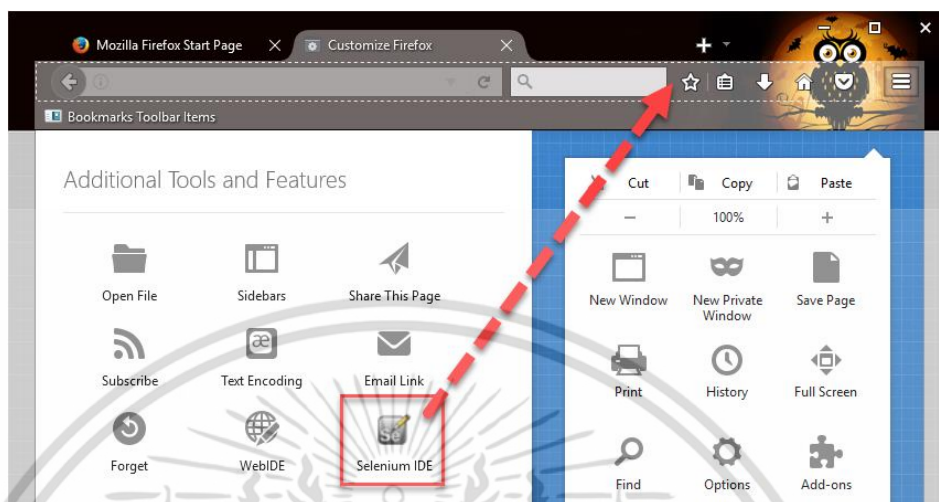 Mozilla Firefox Start Page
Customize Firefox
Bookmarks Toolbar Items
Additional Tools and Features
Open File
Sidebars
Share This Page
Subscribe
Text Encoding
Email Link
Forget
WebIDE
Selenium IDE
æ
Se
Cut
Copy
Paste
− 100% +
New Window
New Private
Window
Save Page
Print
History
Full Screen
Find
Options
Add-ons